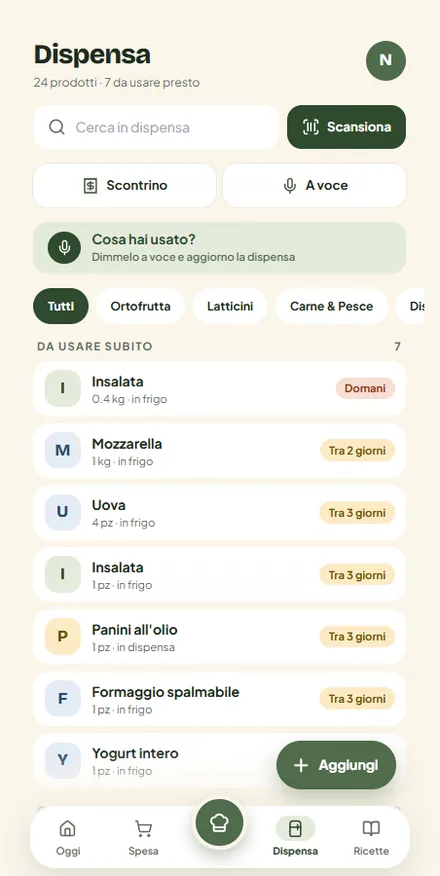 Dispensa
N
24 prodotti · 7 da usare presto
Cerca in dispensa
Scansiona
Scontrino
A voce
Cosa hai usato?
Dimmelo a voce e aggiorno la dispensa
Tutti
Ortofrutta
Latticini
Carne & Pesce
Dis
DA USARE SUBITO
7
I
Insalata
0.4 kg · in frigo
Domani
M
Mozzarella
1 kg · in frigo
Tra 2 giorni
U
Uova
4 pz · in frigo
Tra 3 giorni
I
Insalata
1 pz · in frigo
Tra 3 giorni
P
Panini all'olio
1 pz · in dispensa
Tra 3 giorni
F
Formaggio spalmabile
1 pz · in frigo
Tra 3 giorni
Y
Yogurt intero
1 pz · in frigo
Aggiungi
Oggi
Spesa
Dispensa
Ricette